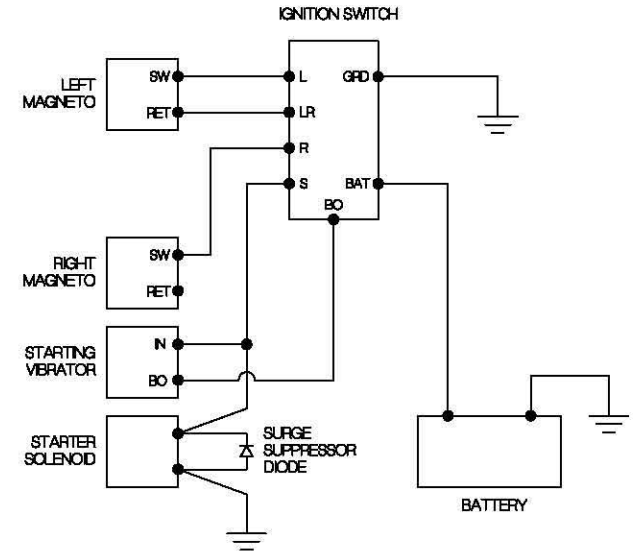 IGNITION SWITCH
LEFT
MAGNETO
SW
RET
L
LR
R
S
GRD
BAT
BO
RIGHT
MAGNETO
SW
RET
STARTING
VIBRATOR
IN
BO
STARTER
SOLENOID
SURGE
SUPPRESSOR
DIODE
BATTERY